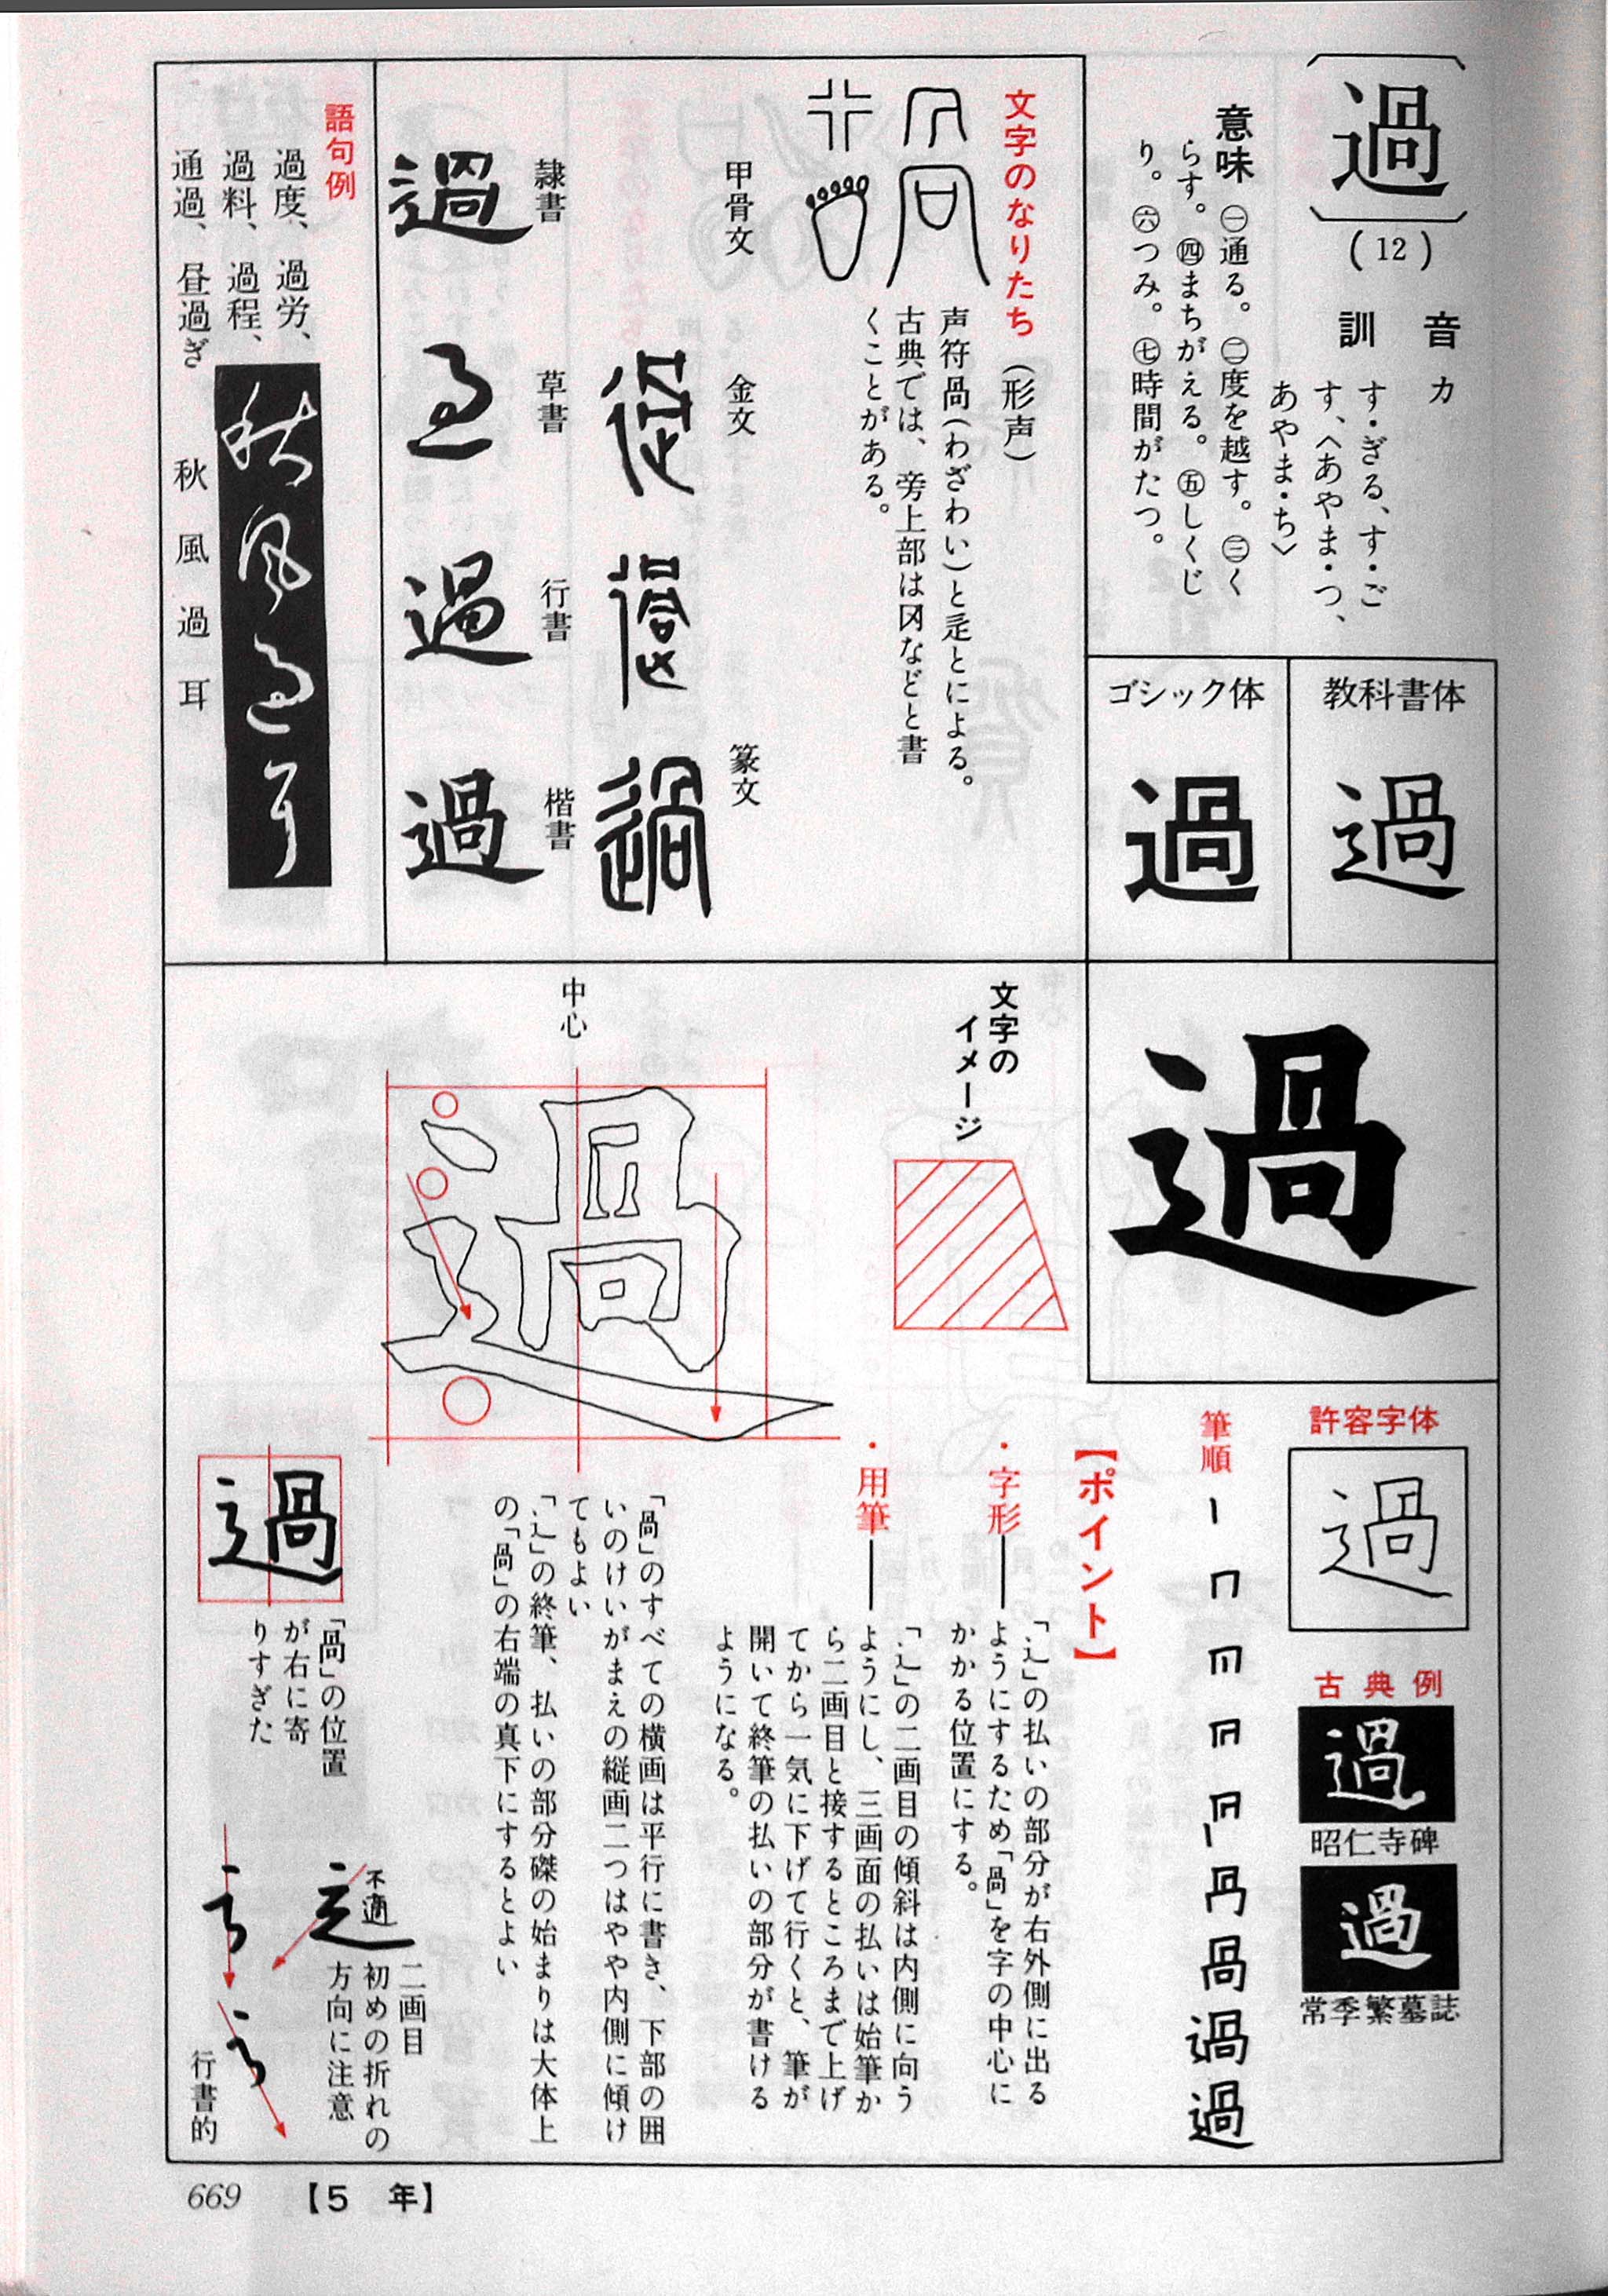 過
(12)
音 カ
訓 す・ぎる、す・ご
す、〈あやま・つ、
あやま・ち〉
意味 ㊀通る。㊁度を越す。㊂く
らす。㊃まちがえる。㊄しくじ
り。㊅つみ。㊆時間がたつ。
教科書体
過
ゴシック体
過
文字のなりたち(形声)
声符咼(わざわい)と辵とによる。
古典では、旁上部は冈などと書
くことがある。
甲骨文
金文
篆文
隷書
過
草書
過
行書
過
楷書
過
語句例
過度、過労、
過料、過程、
通過、昼過ぎ
秋風過耳
秋風過耳
過
許容字体
過
古典例
過
昭仁寺碑
過
常季繁墓誌
筆順
過
【ポイント】
・字形——「⻌」の払いの部分が右外側に出る
ようにするため「咼」を字の中心に
かかる位置にする。
・用筆——「⻌」の二画目の傾斜は内側に向う
ようにし、三画面の払いは始筆か
ら二画目と接するところまで上げ
てから一気に下げて行くと、筆が
開いて終筆の払いの部分が書ける
ようになる。
文字の
イメージ
中心
「咼」のすべての横画は平行に書き、下部の囲
いのけいがまえの縦画二つはやや内側に傾け
てもよい
「⻌」の終筆、払いの部分磔の始まりは大体上
の「咼」の右端の真下にするとよい
過
「咼」の位置
が右に寄
りすぎた
不適
二画目
初めの折れの
方向に注意
行書的
669 【5 年】